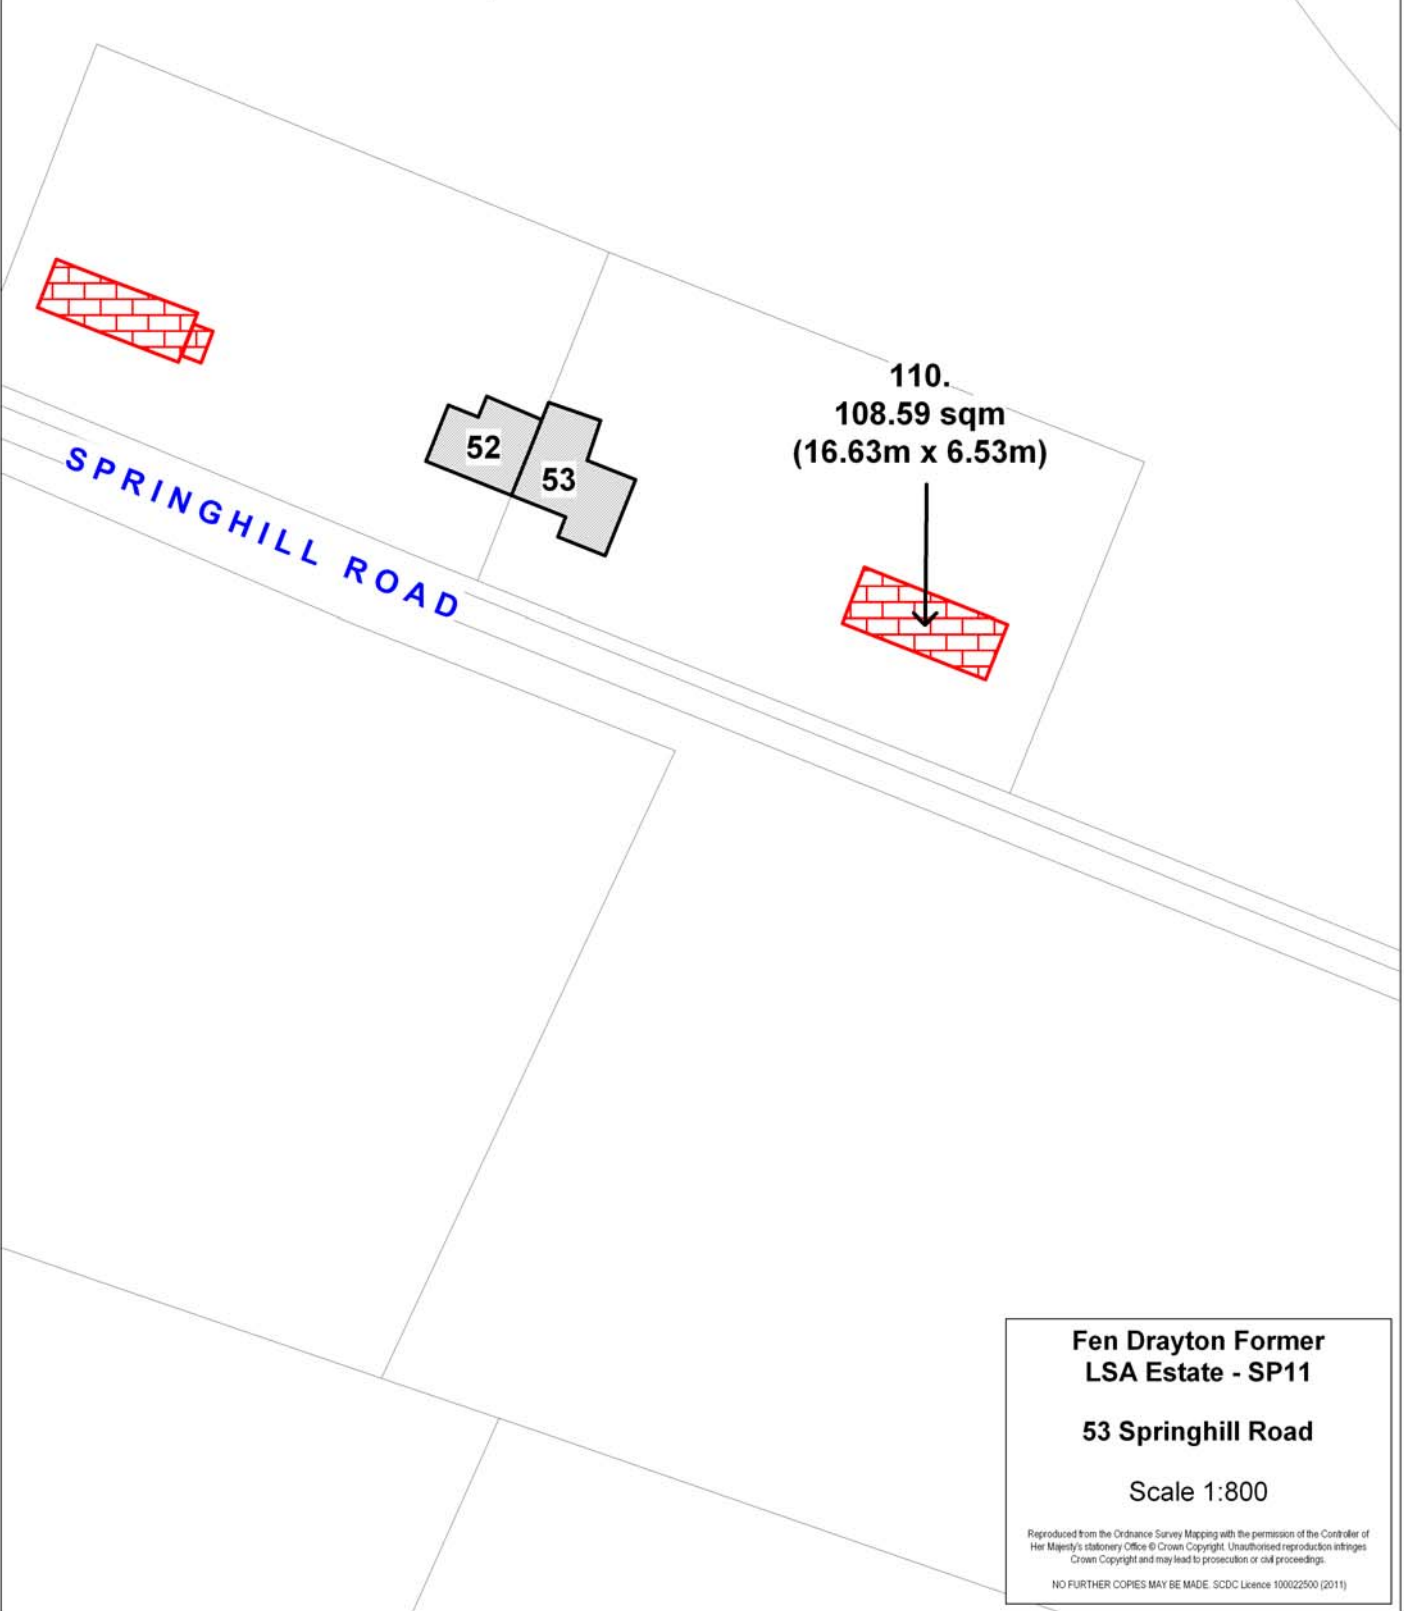 110.
108.59 sqm
(16.63m x 6.53m)
52
53
SPRINGHILL ROAD
Fen Drayton Former
LSA Estate - SP11
53 Springhill Road
Scale 1:800
Reproduced from the Ordnance Survey Mapping with the permission of the Controller of
Her Majesty's stationery Office © Crown Copyright. Unauthorised reproduction infringes
Crown Copyright and may lead to prosecution or civil proceedings.
NO FURTHER COPIES MAY BE MADE. SCDC Licence 100022500 (2011)